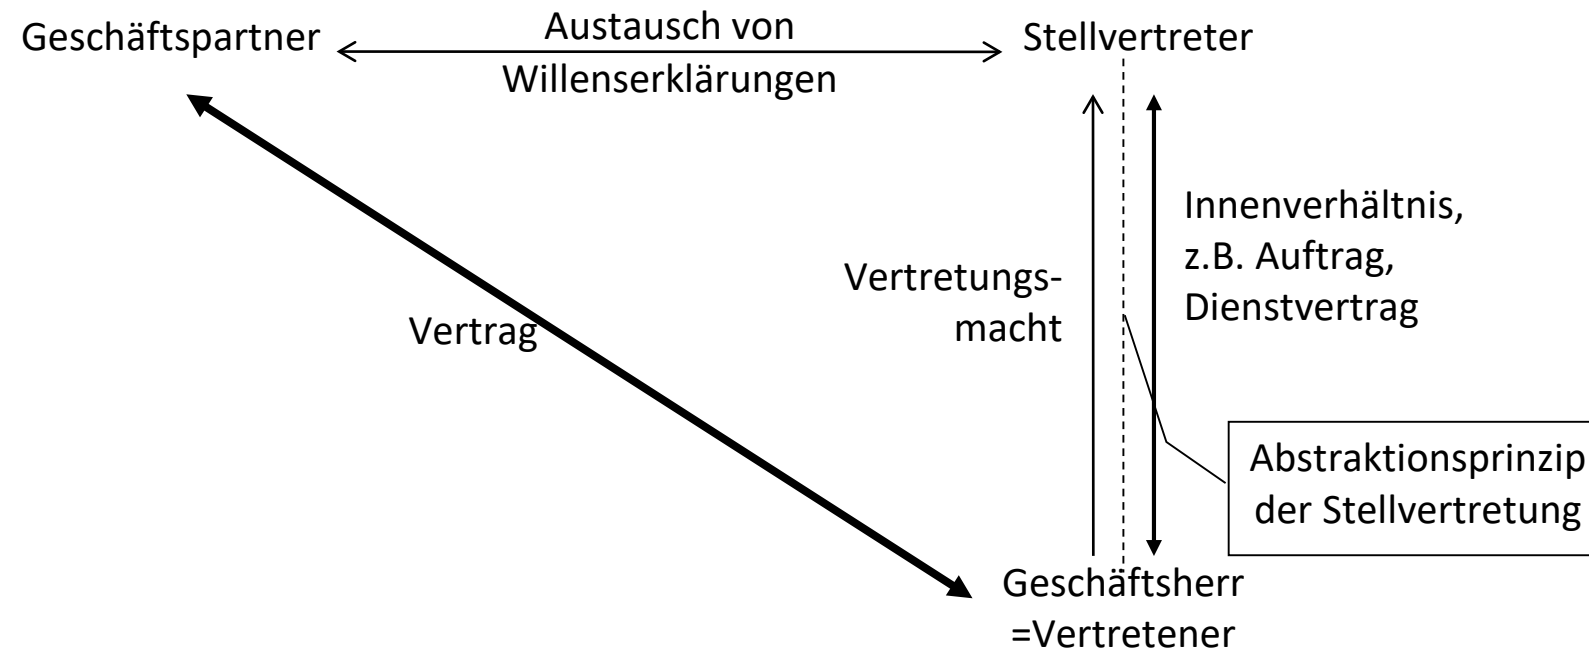 Geschäftspartner
Austausch von
Willenserklärungen
Stellvertreter
Innenverhältnis,
z.B. Auftrag,
Dienstvertrag
Vertretungs-
macht
Vertrag
Abstraktionsprinzip
der Stellvertretung
Geschäftsherr
=Vertretener